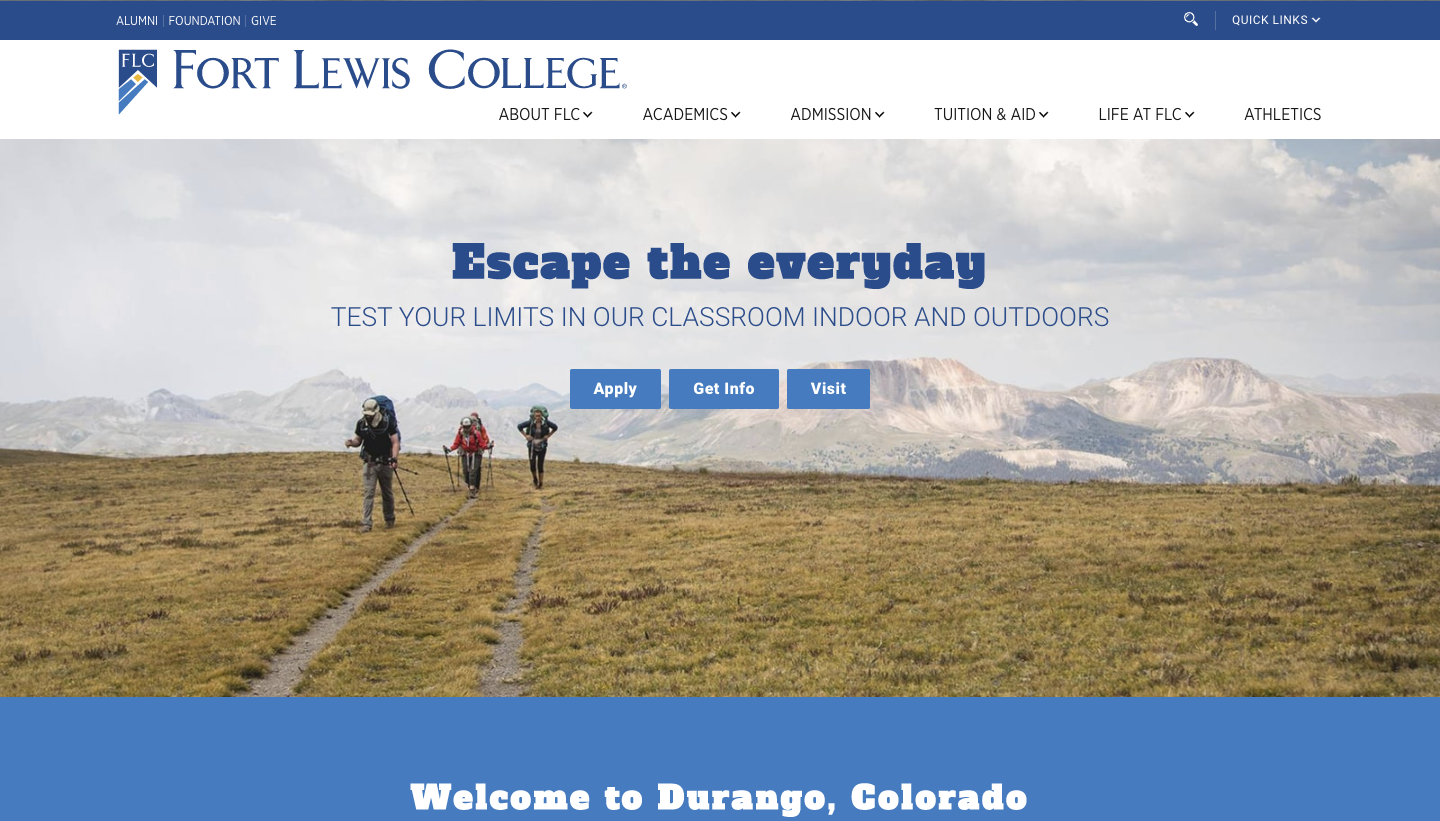 ALUMNI FOUNDATION GIVE
QUICK LINKS
FLC
FORT LEWIS COLLEGE®
ABOUT FLC ACADEMICS ADMISSION TUITION & AID LIFE AT FLC ATHLETICS
Escape the everyday
TEST YOUR LIMITS IN OUR CLASSROOM INDOOR AND OUTDOORS
Apply Get Info Visit
Welcome to Durango, Colorado